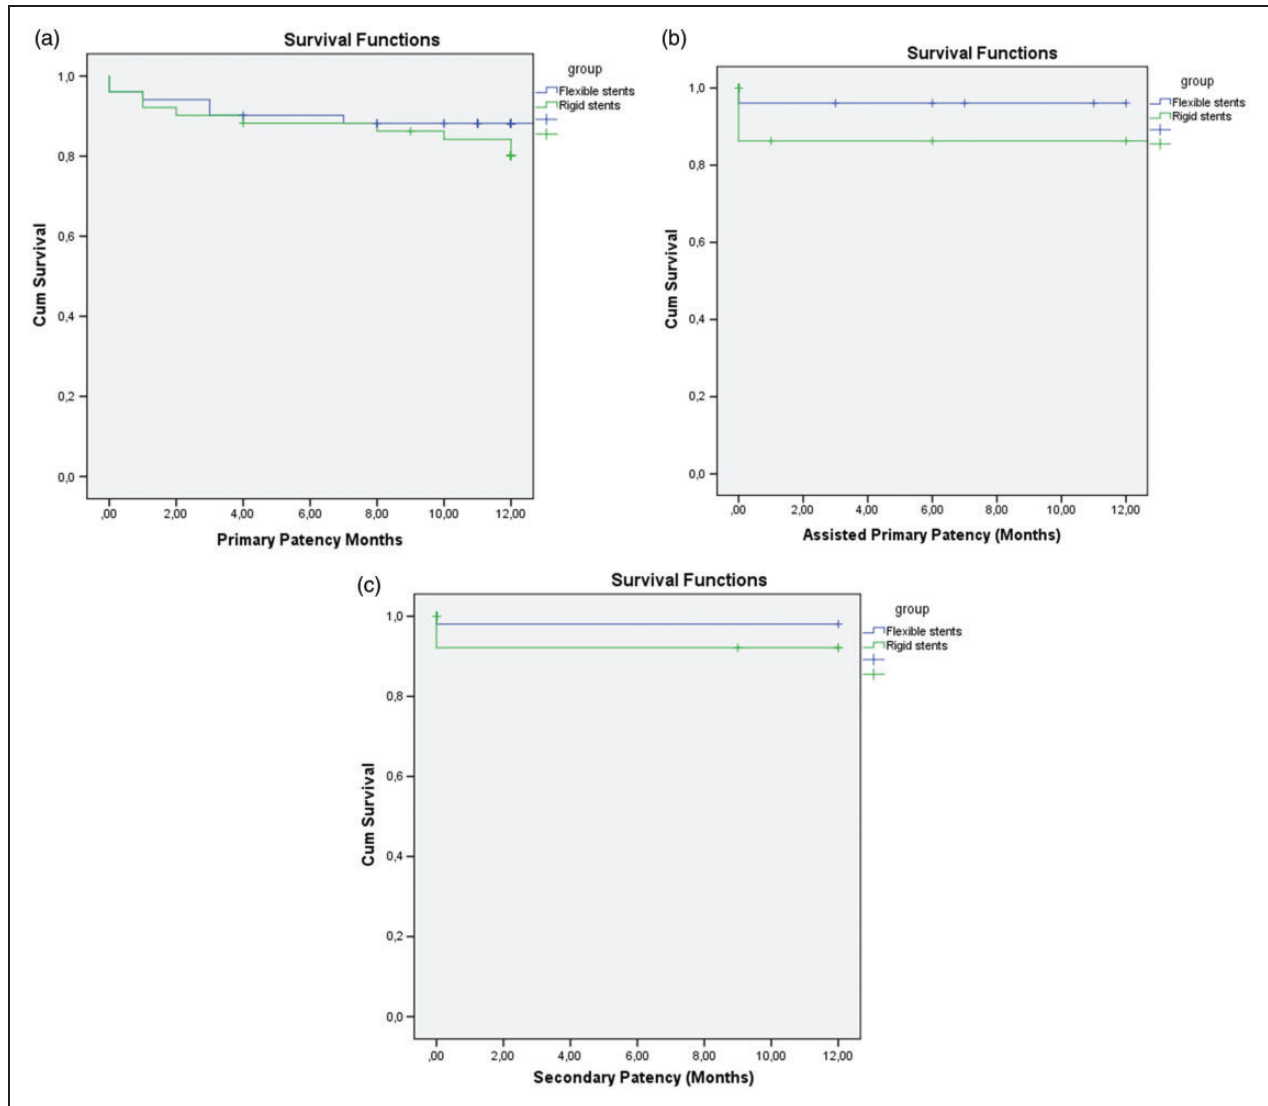 (a)
Survival Functions
group
Flexible stents
Rigid stents
1,0
0,8
0,6
0,4
0,2
0,0
Cum Survival
,00 2,00 4,00 6,00 8,00 10,00 12,00
Primary Patency Months
(b)
Survival Functions
group
Flexible stents
Rigid stents
1,0
0,8
0,6
0,4
0,2
0,0
Cum Survival
,00 2,00 4,00 6,00 8,00 10,00 12,00
Assisted Primary Patency (Months)
(c)
Survival Functions
group
Flexible stents
Rigid stents
1,0
0,8
0,6
0,4
0,2
0,0
Cum Survival
,00 2,00 4,00 6,00 8,00 10,00 12,00
Secondary Patency (Months)